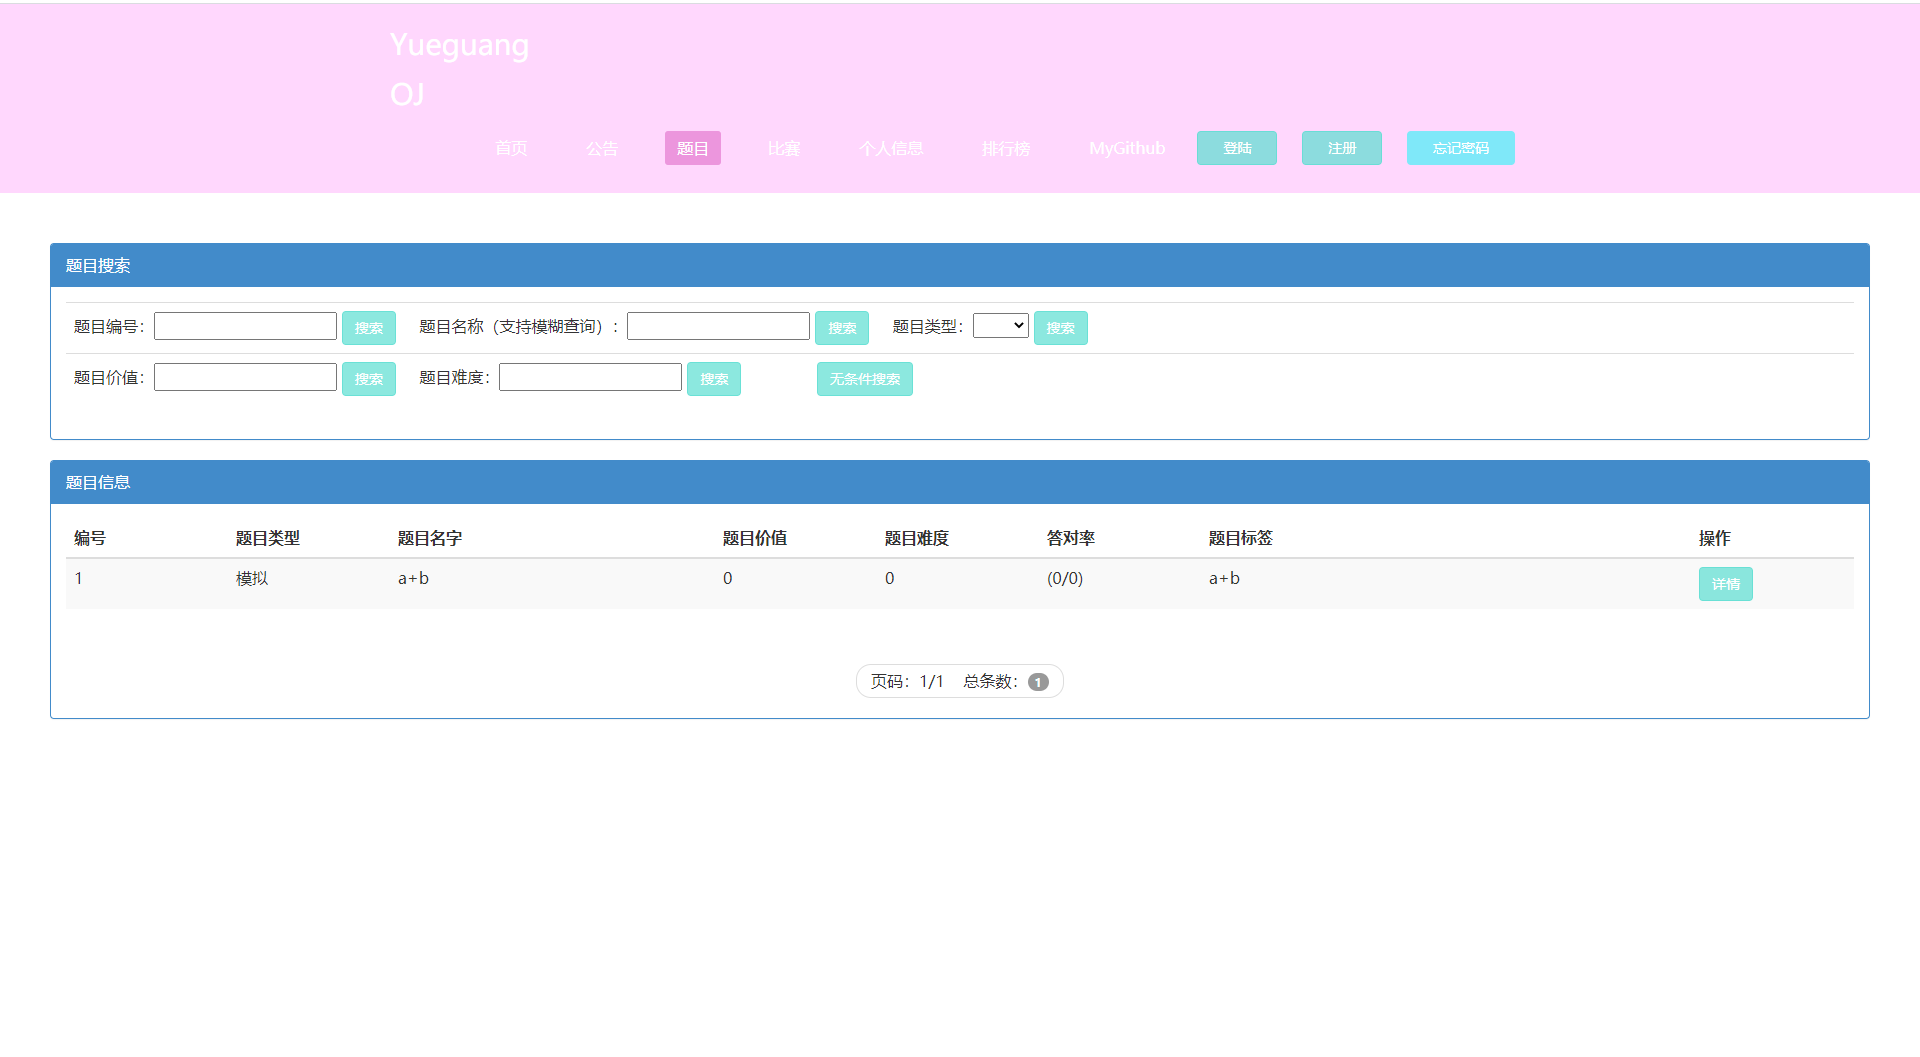 Yueguang
OJ
首页 公告 题目 比赛 个人信息 排行榜 MyGithub 登陆 注册 忘记密码
题目搜索
题目编号： 搜索 题目名称（支持模糊查询）： 搜索 题目类型： 搜索
题目价值： 搜索 题目难度： 搜索 无条件搜索
题目信息
编号 题目类型 题目名字 题目价值 题目难度 答对率 题目标签 操作
1 模拟 a+b 0 0 (0/0) a+b 详情
页码：1/1 总条数： 1